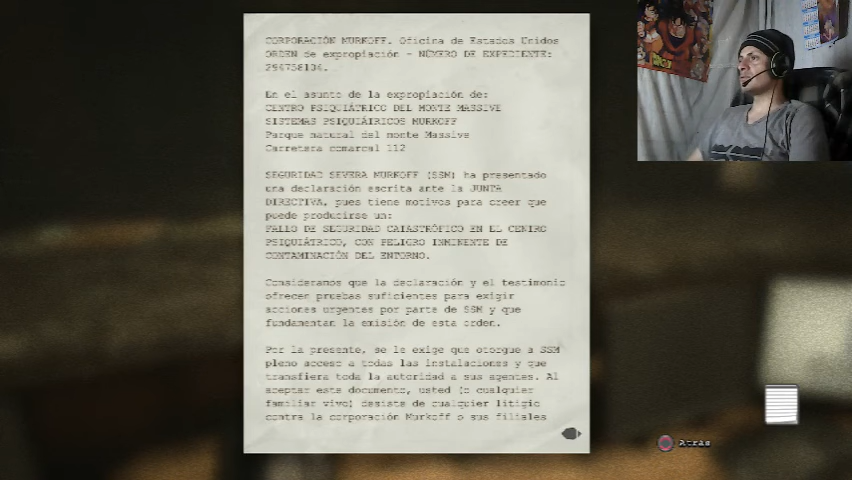 CORPORACIÓN MURKOFF. Oficina de Estados Unidos
ORDEN de expropiación - NÚMERO DE EXPEDIENTE:
296758136.
En el asunto de la expropiación de:
CENTRO PSIQUIÁTRICO DEL MONTE MASSIVE
SISTEMAS PSIQUIÁTRICOS MURKOFF
Parque natural del monte Massive
Carretera comarcal 112
SEGURIDAD SEVERA MURKOFF (SSM) ha presentado
una declaración escrita ante la JUNTA
DIRECTIVA, pues tiene motivos para creer que
puede producirse un:
FALLO DE SEGURIDAD CATASTRÓFICO EN EL CENTRO
PSIQUIÁTRICO, CON PELIGRO INMINENTE DE
CONTAMINACIÓN DEL ENTORNO.
Consideramos que la declaración y el testimonio
ofrecen pruebas suficientes para exigir
acciones urgentes por parte de SSM y que
fundamentan la emisión de esta orden.
Por la presente, se le exige que otorgue a SSM
pleno acceso a todas las instalaciones y que
transfiera toda la autoridad a sus agentes. Al
aceptar este documento, usted (o cualquier
familiar vivo) desiste de cualquier litigio
contra la corporación Murkoff o sus filiales
Atrás